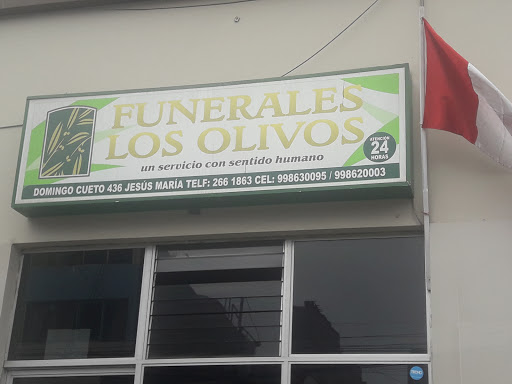 FUNERALES
LOS OLIVOS
un servicio con sentido humano
ATENCIÓN
24
HORAS
DOMINGO CUETO 436 JESÚS MARÍA TELF: 266 1863 CEL: 998630095 / 998620003